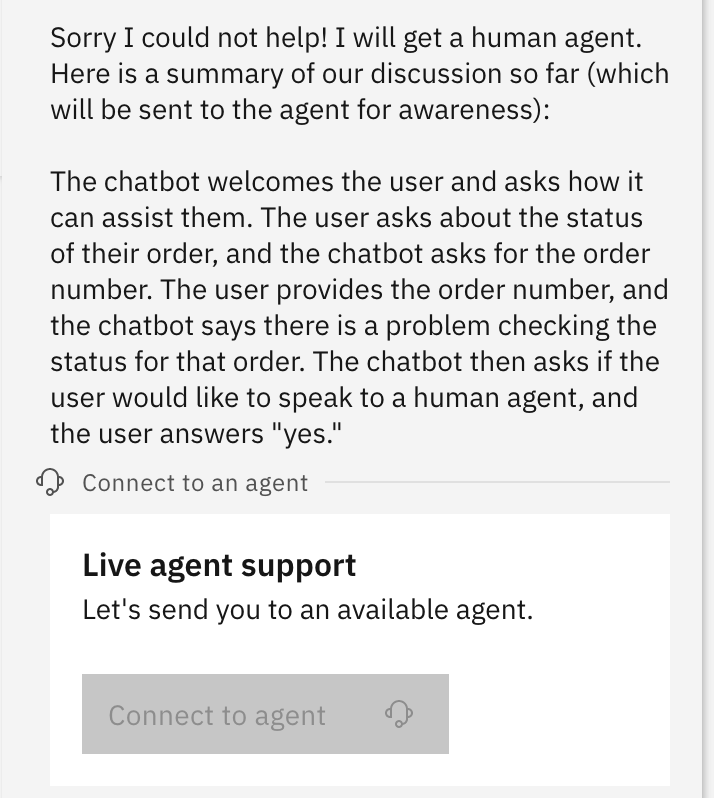 Sorry I could not help! I will get a human agent.
Here is a summary of our discussion so far (which
will be sent to the agent for awareness):
The chatbot welcomes the user and asks how it
can assist them. The user asks about the status
of their order, and the chatbot asks for the order
number. The user provides the order number, and
the chatbot says there is a problem checking the
status for that order. The chatbot then asks if the
user would like to speak to a human agent, and
the user answers "yes."
Connect to an agent
Live agent support
Let's send you to an available agent.
Connect to agent